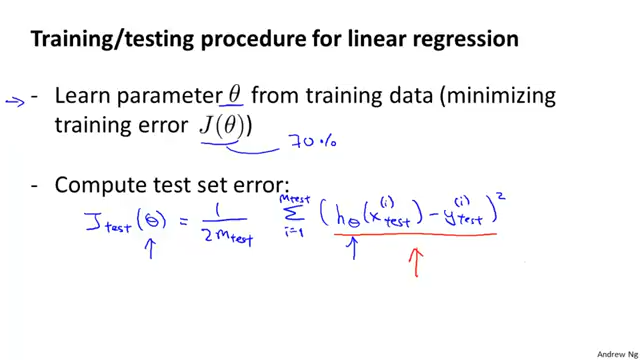 Training/testing procedure for linear regression
→ - Learn parameter θ from training data (minimizing
training error J(θ))
70%
- Compute test set error:
J_test(θ) = 1/(2m_test) Σ_{i=1}^{m_test} (h_θ(x_test^{(i)}) - y_test^{(i)})^2
Andrew Ng